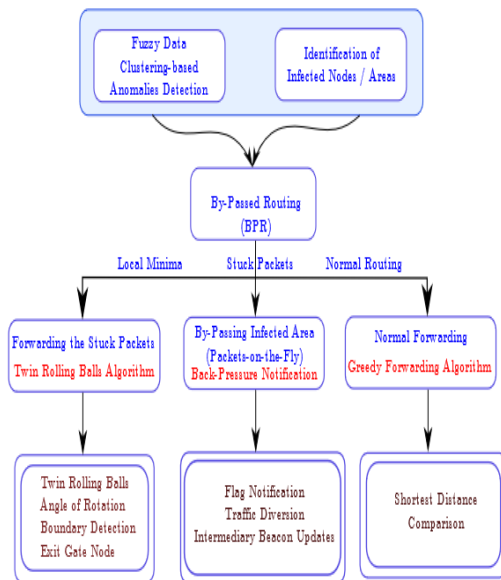 Fuzzy Data
Clustering-based
Anomalies Detection
Identification of
Infected Nodes / Areas
By-Passed Routing
(BPR)
Local Minima
Stuck Packets
Normal Routing
Forwarding the Stuck Packets
Twin Rolling Balls Algorithm
By-Passing Infected Area
(Packets-on-the-Fly)
Back-Pressure Notification
Normal Forwarding
Greedy Forwarding Algorithm
Twin Rolling Balls
Angle of Rotation
Boundary Detection
Exit Gate Node
Flag Notification
Traffic Diversion
Intermediary Beacon Updates
Shortest Distance
Comparison